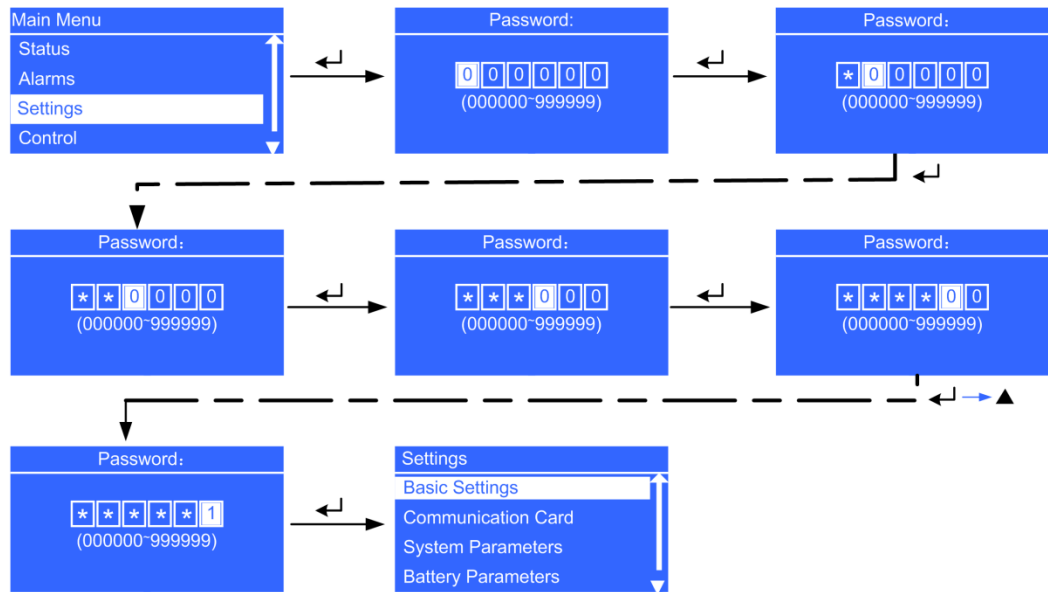 Main Menu
Status
Alarms
Settings
Control
Password:
0 0 0 0 0 0
(000000~999999)
Password：
* 0 0 0 0 0
(000000~999999)
Password：
* * 0 0 0 0
(000000~999999)
Password：
* * * 0 0 0
(000000~999999)
Password：
* * * * 0 0
(000000~999999)
Password：
* * * * * 1
(000000~999999)
Settings
Basic Settings
Communication Card
System Parameters
Battery Parameters